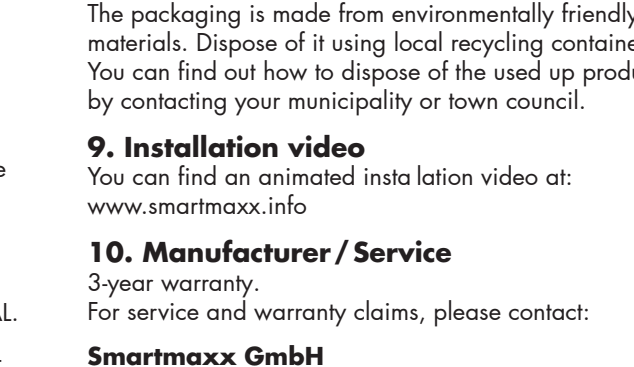 The packaging is made from environmentally friendly
materials. Dispose of it using local recycling containe
You can find out how to dispose of the used up produ
by contacting your municipality or town council.
9. Installation video
e
You can find an animated insta lation video at:
www.smartmaxx.info
10. Manufacturer / Service
3-year warranty.
AL.
For service and warranty claims, please contact:
Smartmaxx GmbH